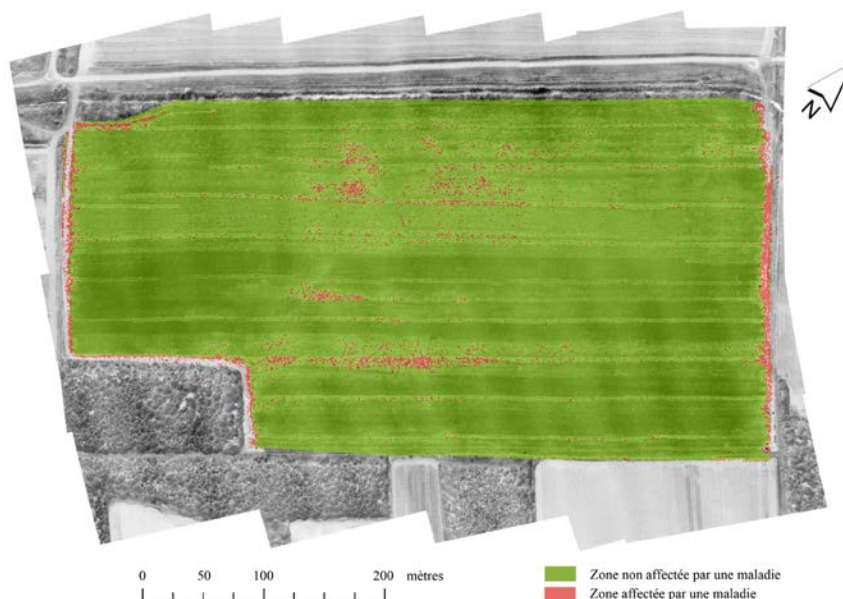 N
0 50 100 200 mètres
Zone non affectée par une maladie
Zone affectée par une maladie